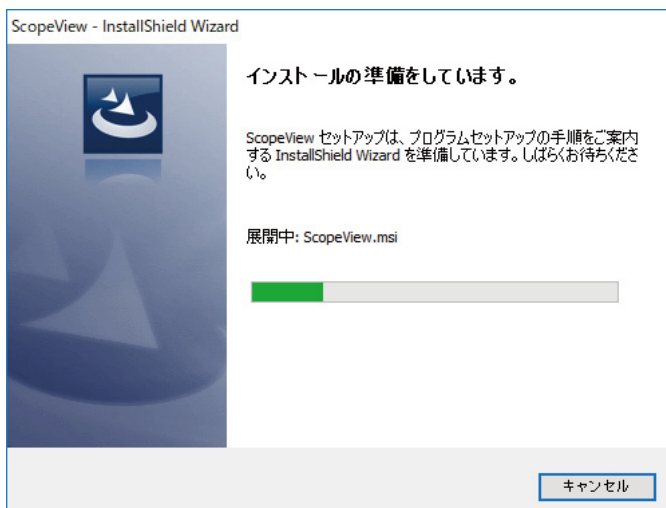 ScopeView - InstallShield Wizard
インストールの準備をしています。
ScopeView セットアップは、プログラムセットアップの手順をご案内
する InstallShield Wizard を準備しています。しばらくお待ちくださ
い。
展開中: ScopeView.msi
キャンセル